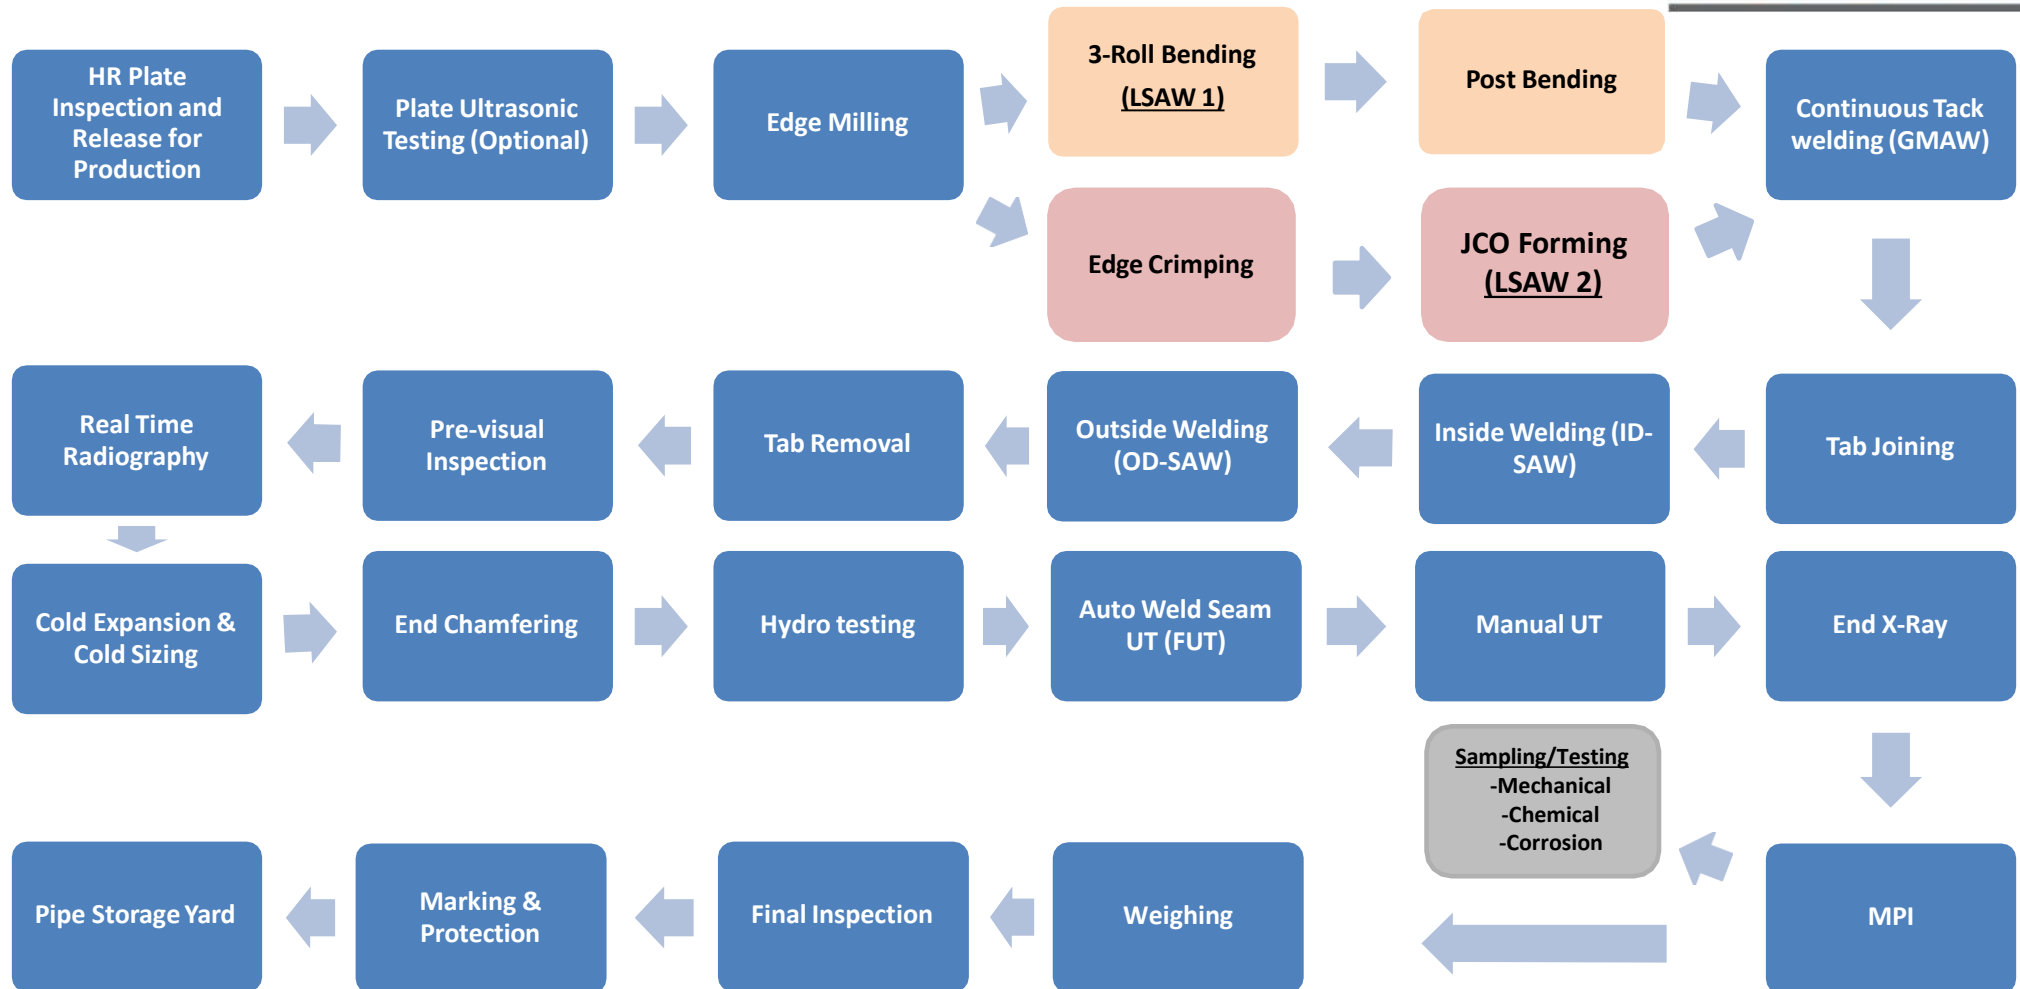 HR Plate
Inspection and
Release for
Production
Plate Ultrasonic
Testing (Optional)
Edge Milling
3-Roll Bending
(LSAW 1)
Post Bending
Continuous Tack
welding (GMAW)
Edge Crimping
JCO Forming
(LSAW 2)
Real Time
Radiography
Pre-visual
Inspection
Tab Removal
Outside Welding
(OD-SAW)
Inside Welding (ID-
SAW)
Tab Joining
Cold Expansion &
Cold Sizing
End Chamfering
Hydro testing
Auto Weld Seam
UT (FUT)
Manual UT
End X-Ray
Sampling/Testing
-Mechanical
-Chemical
-Corrosion
Pipe Storage Yard
Marking &
Protection
Final Inspection
Weighing
MPI